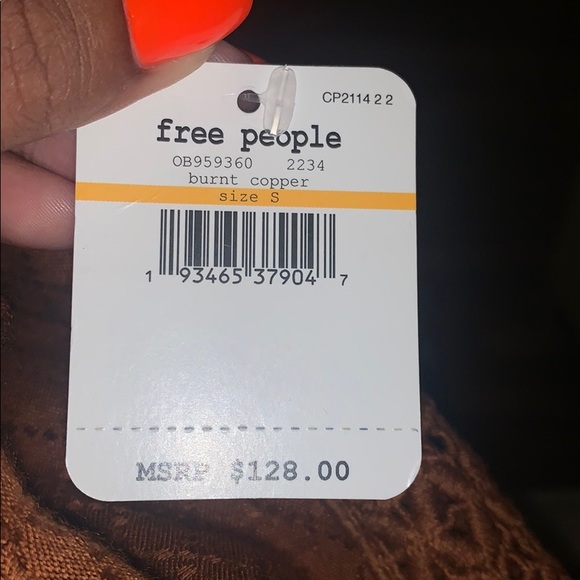 CP2114 2 2
free people
OB959360 2234
burnt copper
size S
1 93465 37904 7
MSRP $128.00